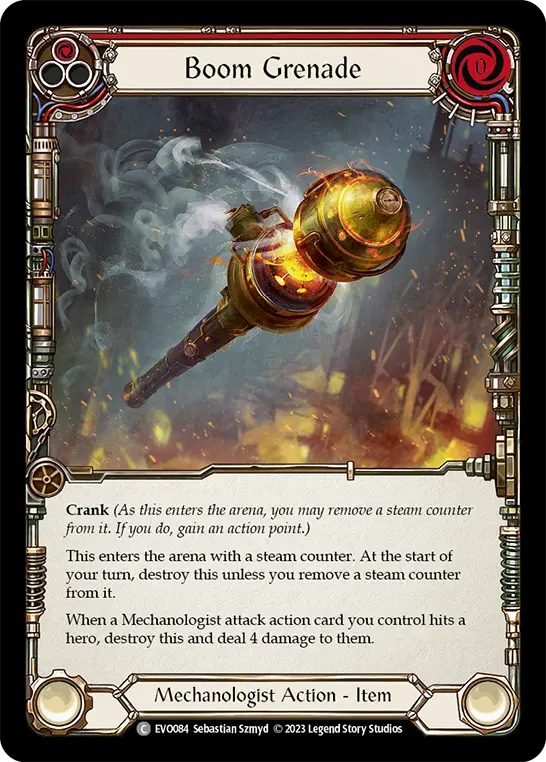 Boom Grenade
0
Crank (As this enters the arena, you may remove a steam counter
from it. If you do, gain an action point.)
This enters the arena with a steam counter. At the start of
your turn, destroy this unless you remove a steam counter
from it.
When a Mechanologist attack action card you control hits a
hero, destroy this and deal 4 damage to them.
Mechanologist Action - Item
C EVO084 Sebastian Szmyd © 2023 Legend Story Studios